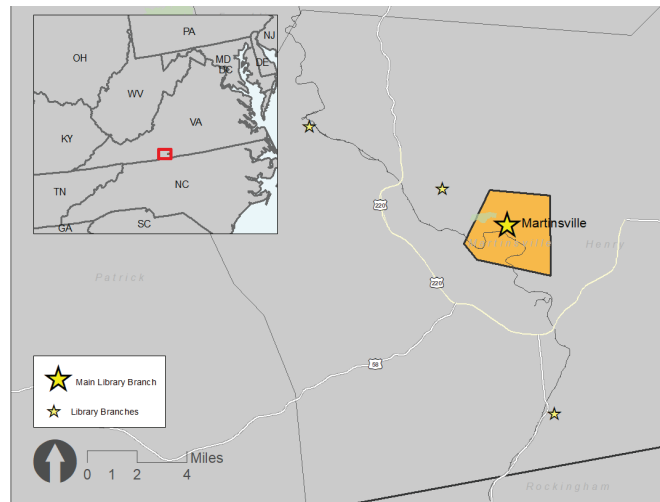 PA
NJ
OH
MD
DC
DE
WV
VA
KY
TN
NC
GA
SC
220
Martinsville
Martinsville
Henry
Patrick
220
58
Main Library Branch
Library Branches
Miles
0 1 2 4
Rockingham